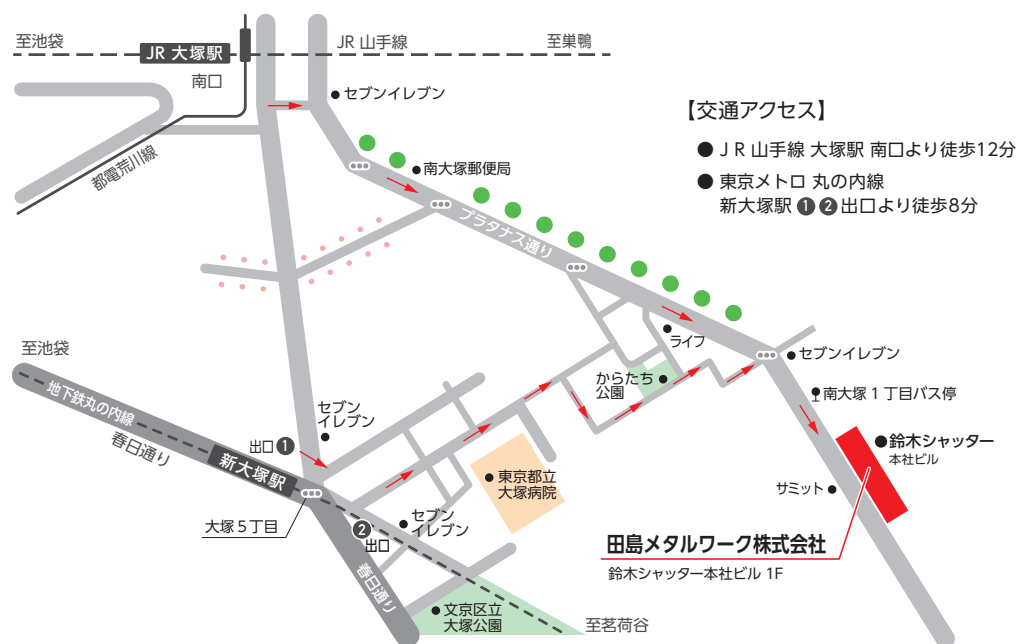 至池袋
JR 大塚駅
JR 山手線
至巣鴨
南口
セブンイレブン
都電荒川線
南大塚郵便局
プラタナス通り
【交通アクセス】
● JR 山手線 大塚駅 南口より徒歩12分
● 東京メトロ 丸の内線
新大塚駅 ❶ ❷ 出口より徒歩8分
ライフ
セブンイレブン
からたち
公園
南大塚 1 丁目バス停
至池袋
地下鉄丸の内線
春日通り
セブン
イレブン
出口 ❶
新大塚駅
大塚 5 丁目
❷
出口
セブン
イレブン
東京都立
大塚病院
鈴木シャッター
本社ビル
サミット
田島メタルワーク株式会社
鈴木シャッター本社ビル 1F
春日通り
文京区立
大塚公園
至茗荷谷